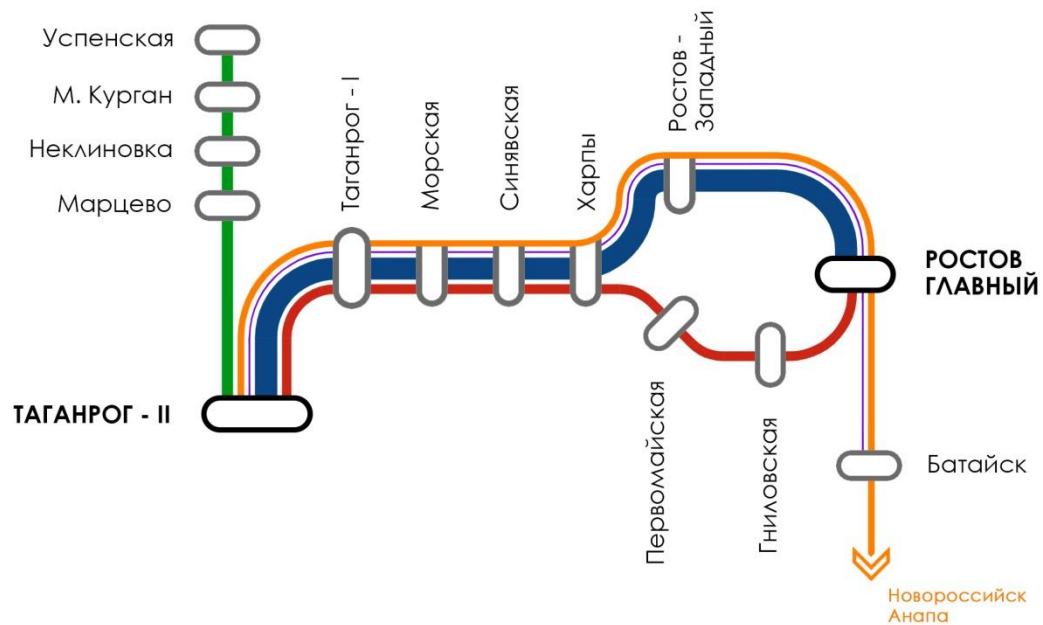 Успенская
М. Курган
Неклиновка
Марцево
ТАГАНРОГ - II
Таганрог - I
Морская
Синявская
Харпы
Ростов -
Западный
Первомайская
Гниловская
РОСТОВ
ГЛАВНЫЙ
Батайск
Новороссийск
Анапа